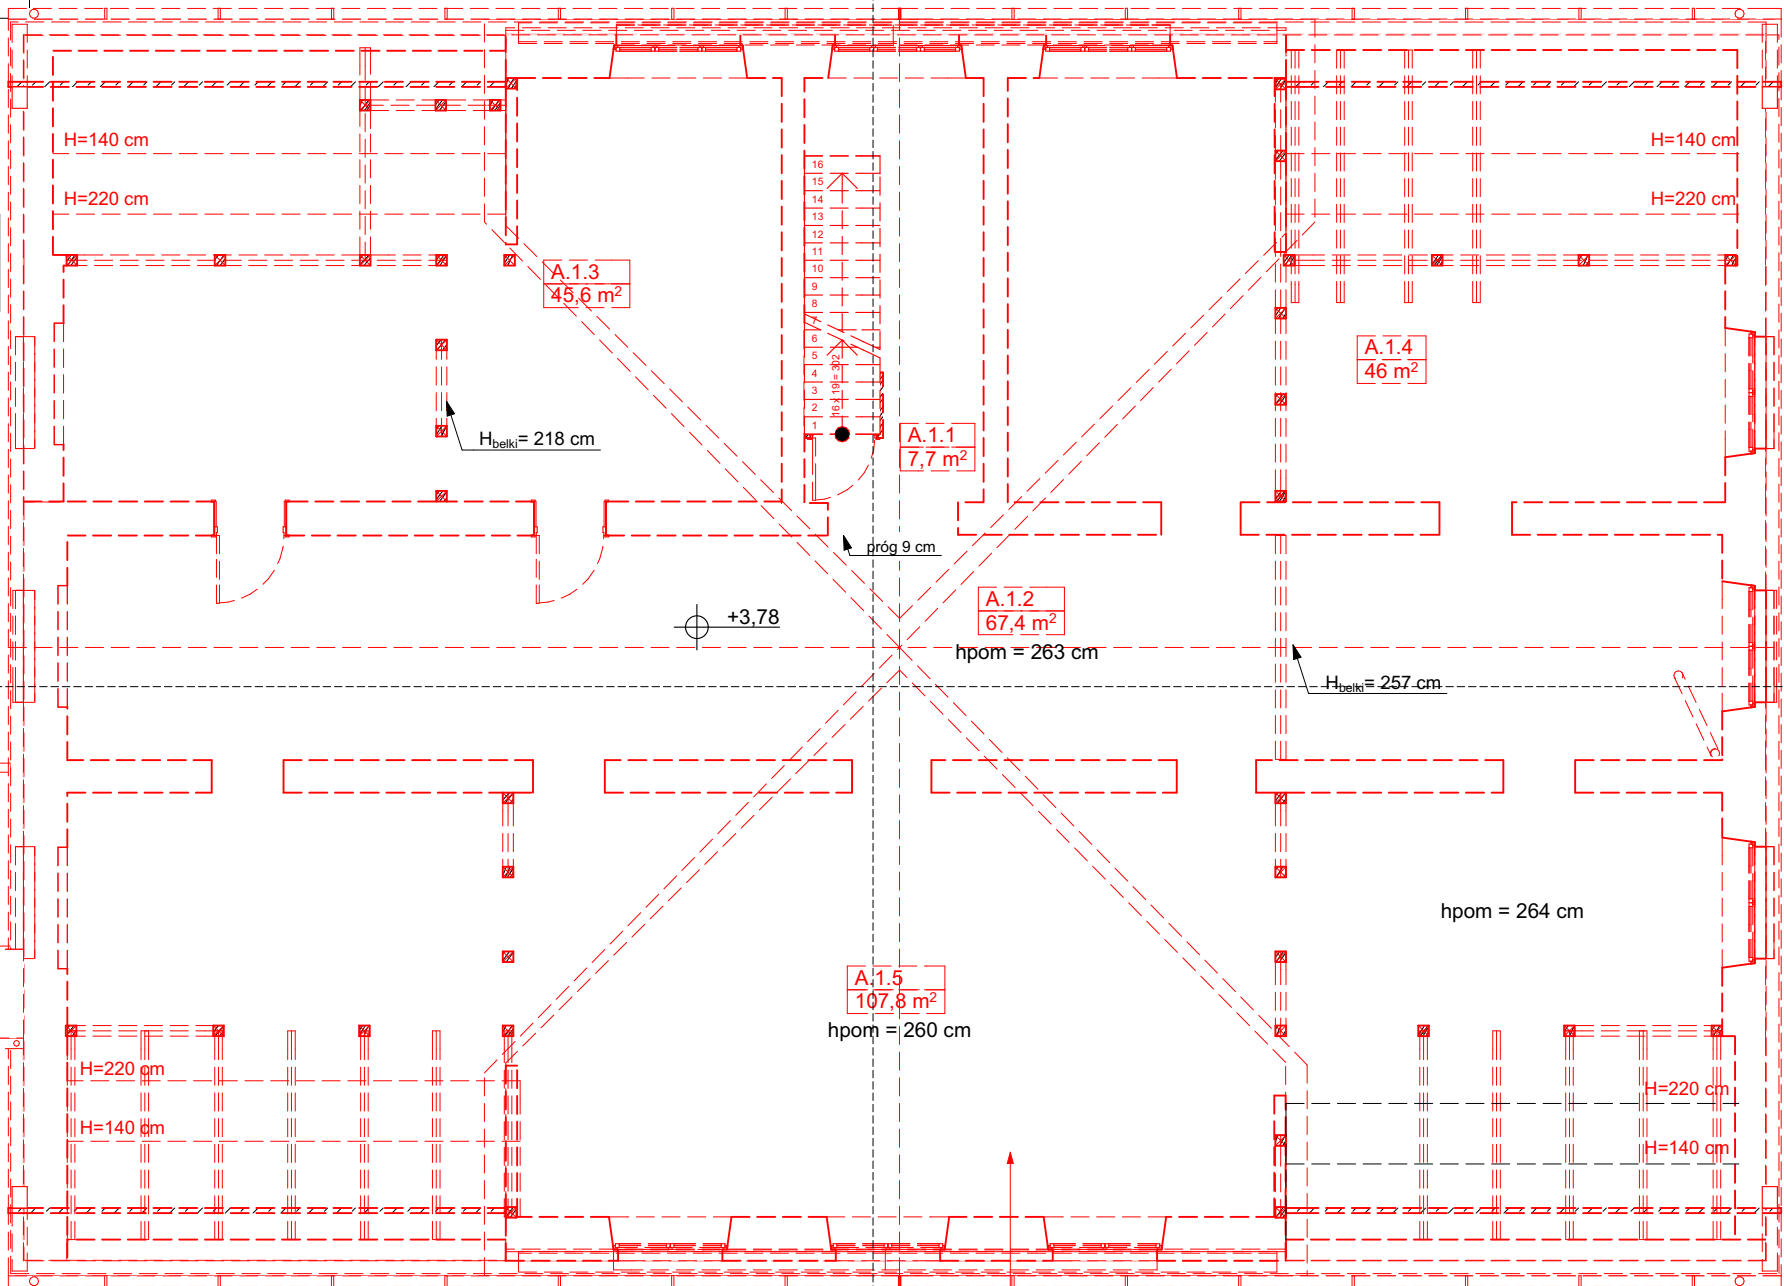 H=140 cm
H=140 cm
H=220 cm
H=220 cm
16
15
14
13
12
11
10
9
8
7
6
5
4
3
2
1
16 x 19 = 302
A.1.3
45,6 m²
A.1.4
46 m²
Hbelki= 218 cm
A.1.1
7,7 m²
próg 9 cm
A.1.2
67,4 m²
+3,78
hpom = 263 cm
Hbelki= 257 cm
hpom = 264 cm
A.1.5
107,8 m²
hpom = 260 cm
H=220 cm
H=220 cm
H=140 cm
H=140 cm